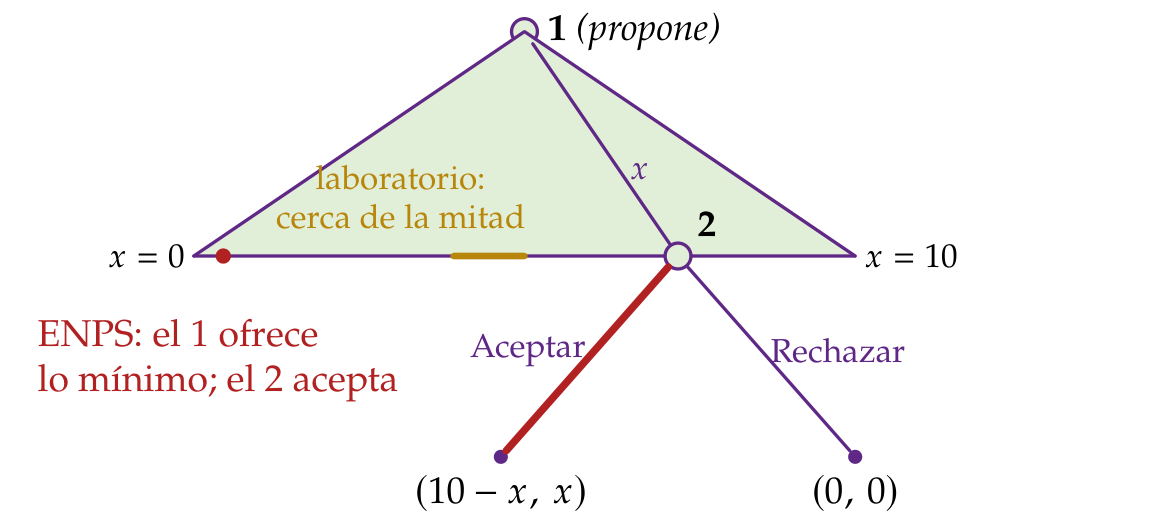 1 (propone)
x
laboratorio:
cerca de la mitad
2
x = 0
x = 10
ENPS: el 1 ofrece
lo mínimo; el 2 acepta
Aceptar
Rechazar
(10 − x, x)
(0, 0)